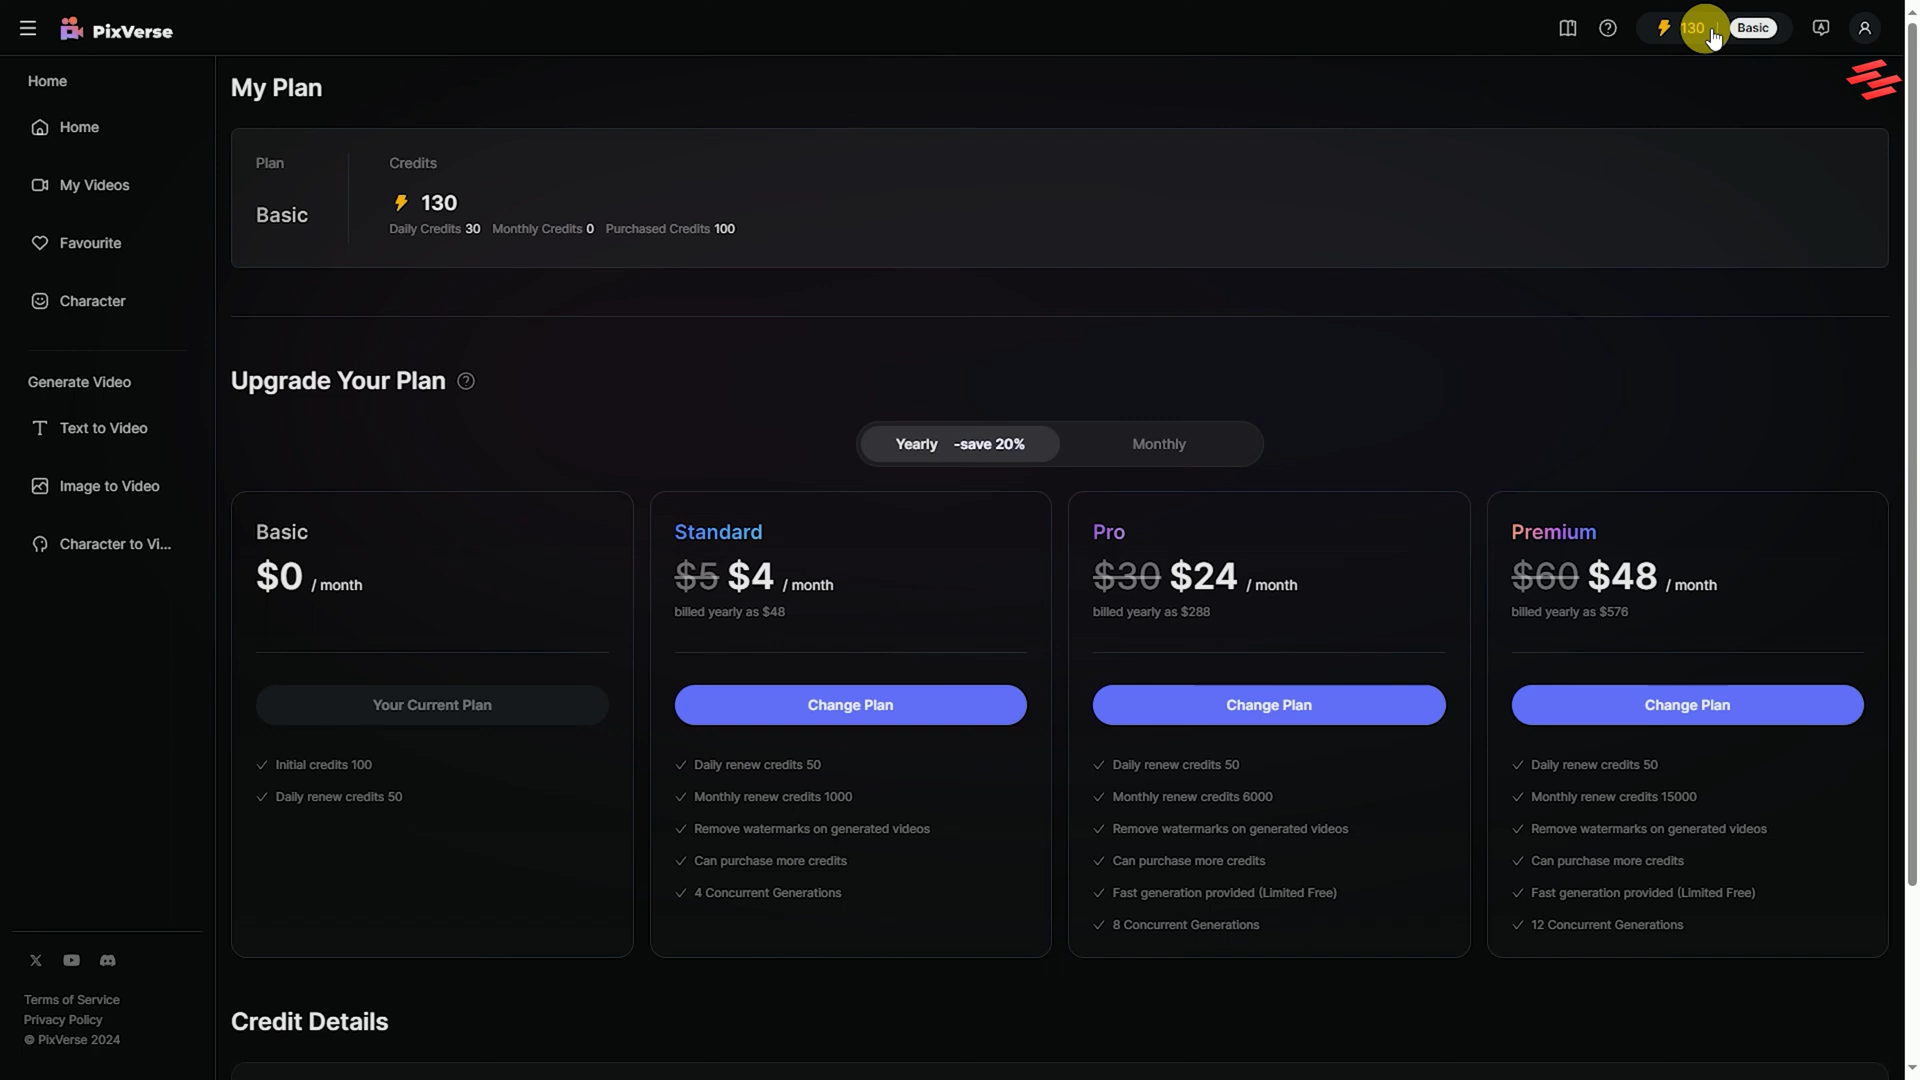 PixVerse
130
Basic
Home
Home
My Videos
Favourite
Character
Generate Video
Text to Video
Image to Video
Character to Vi...
Terms of Service
Privacy Policy
© PixVerse 2024
My Plan
Plan
Basic
Credits
130
Daily Credits 30 Monthly Credits 0 Purchased Credits 100
Upgrade Your Plan
Yearly -save 20%
Monthly
Basic
$0 / month
Your Current Plan
Initial credits 100
Daily renew credits 50
Standard
$5 $4 / month
billed yearly as $48
Change Plan
Daily renew credits 50
Monthly renew credits 1000
Remove watermarks on generated videos
Can purchase more credits
4 Concurrent Generations
Pro
$30 $24 / month
billed yearly as $288
Change Plan
Daily renew credits 50
Monthly renew credits 6000
Remove watermarks on generated videos
Can purchase more credits
Fast generation provided (Limited Free)
8 Concurrent Generations
Premium
$60 $48 / month
billed yearly as $576
Change Plan
Daily renew credits 50
Monthly renew credits 15000
Remove watermarks on generated videos
Can purchase more credits
Fast generation provided (Limited Free)
12 Concurrent Generations
Credit Details